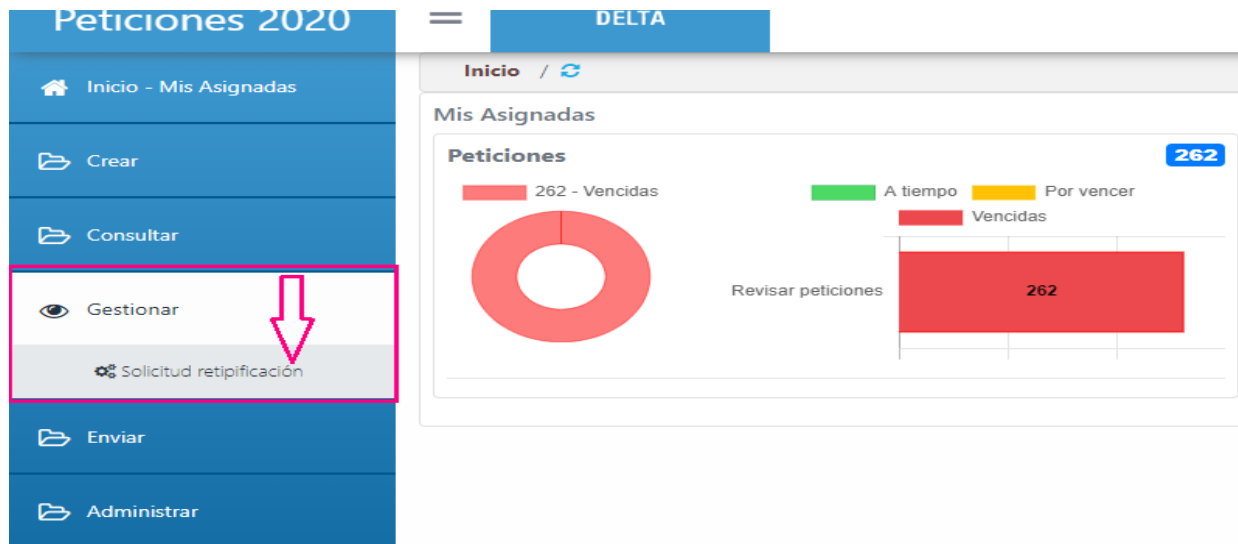 Peticiones 2020
DELTA
Inicio - Mis Asignadas
Crear
Consultar
Gestionar
Solicitud retipificación
Enviar
Administrar
Inicio /
Mis Asignadas
Peticiones
262
262 - Vencidas
A tiempo
Por vencer
Vencidas
Revisar peticiones
262